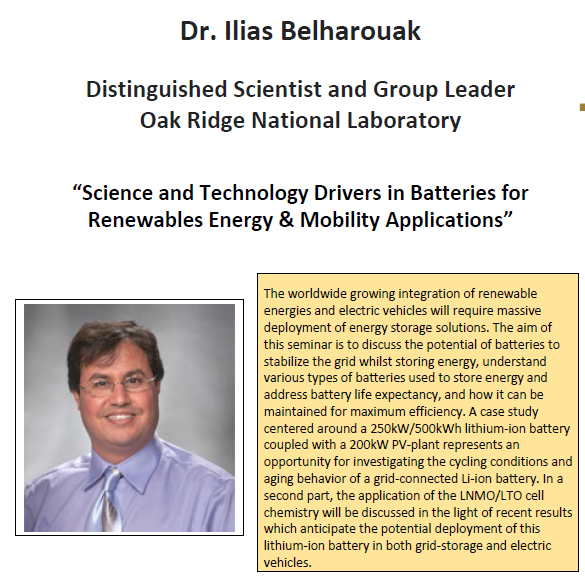 Dr. Ilias Belharouak
Distinguished Scientist and Group Leader
Oak Ridge National Laboratory
“Science and Technology Drivers in Batteries for
Renewables Energy & Mobility Applications”
The worldwide growing integration of renewable
energies and electric vehicles will require massive
deployment of energy storage solutions. The aim of
this seminar is to discuss the potential of batteries to
stabilize the grid whilst storing energy, understand
various types of batteries used to store energy and
address battery life expectancy, and how it can be
maintained for maximum efficiency. A case study
centered around a 250kW/500kWh lithium-ion battery
coupled with a 200kW PV-plant represents an
opportunity for investigating the cycling conditions and
aging behavior of a grid-connected Li-ion battery. In a
second part, the application of the LNMO/LTO cell
chemistry will be discussed in the light of recent results
which anticipate the potential deployment of this
lithium-ion battery in both grid-storage and electric
vehicles.